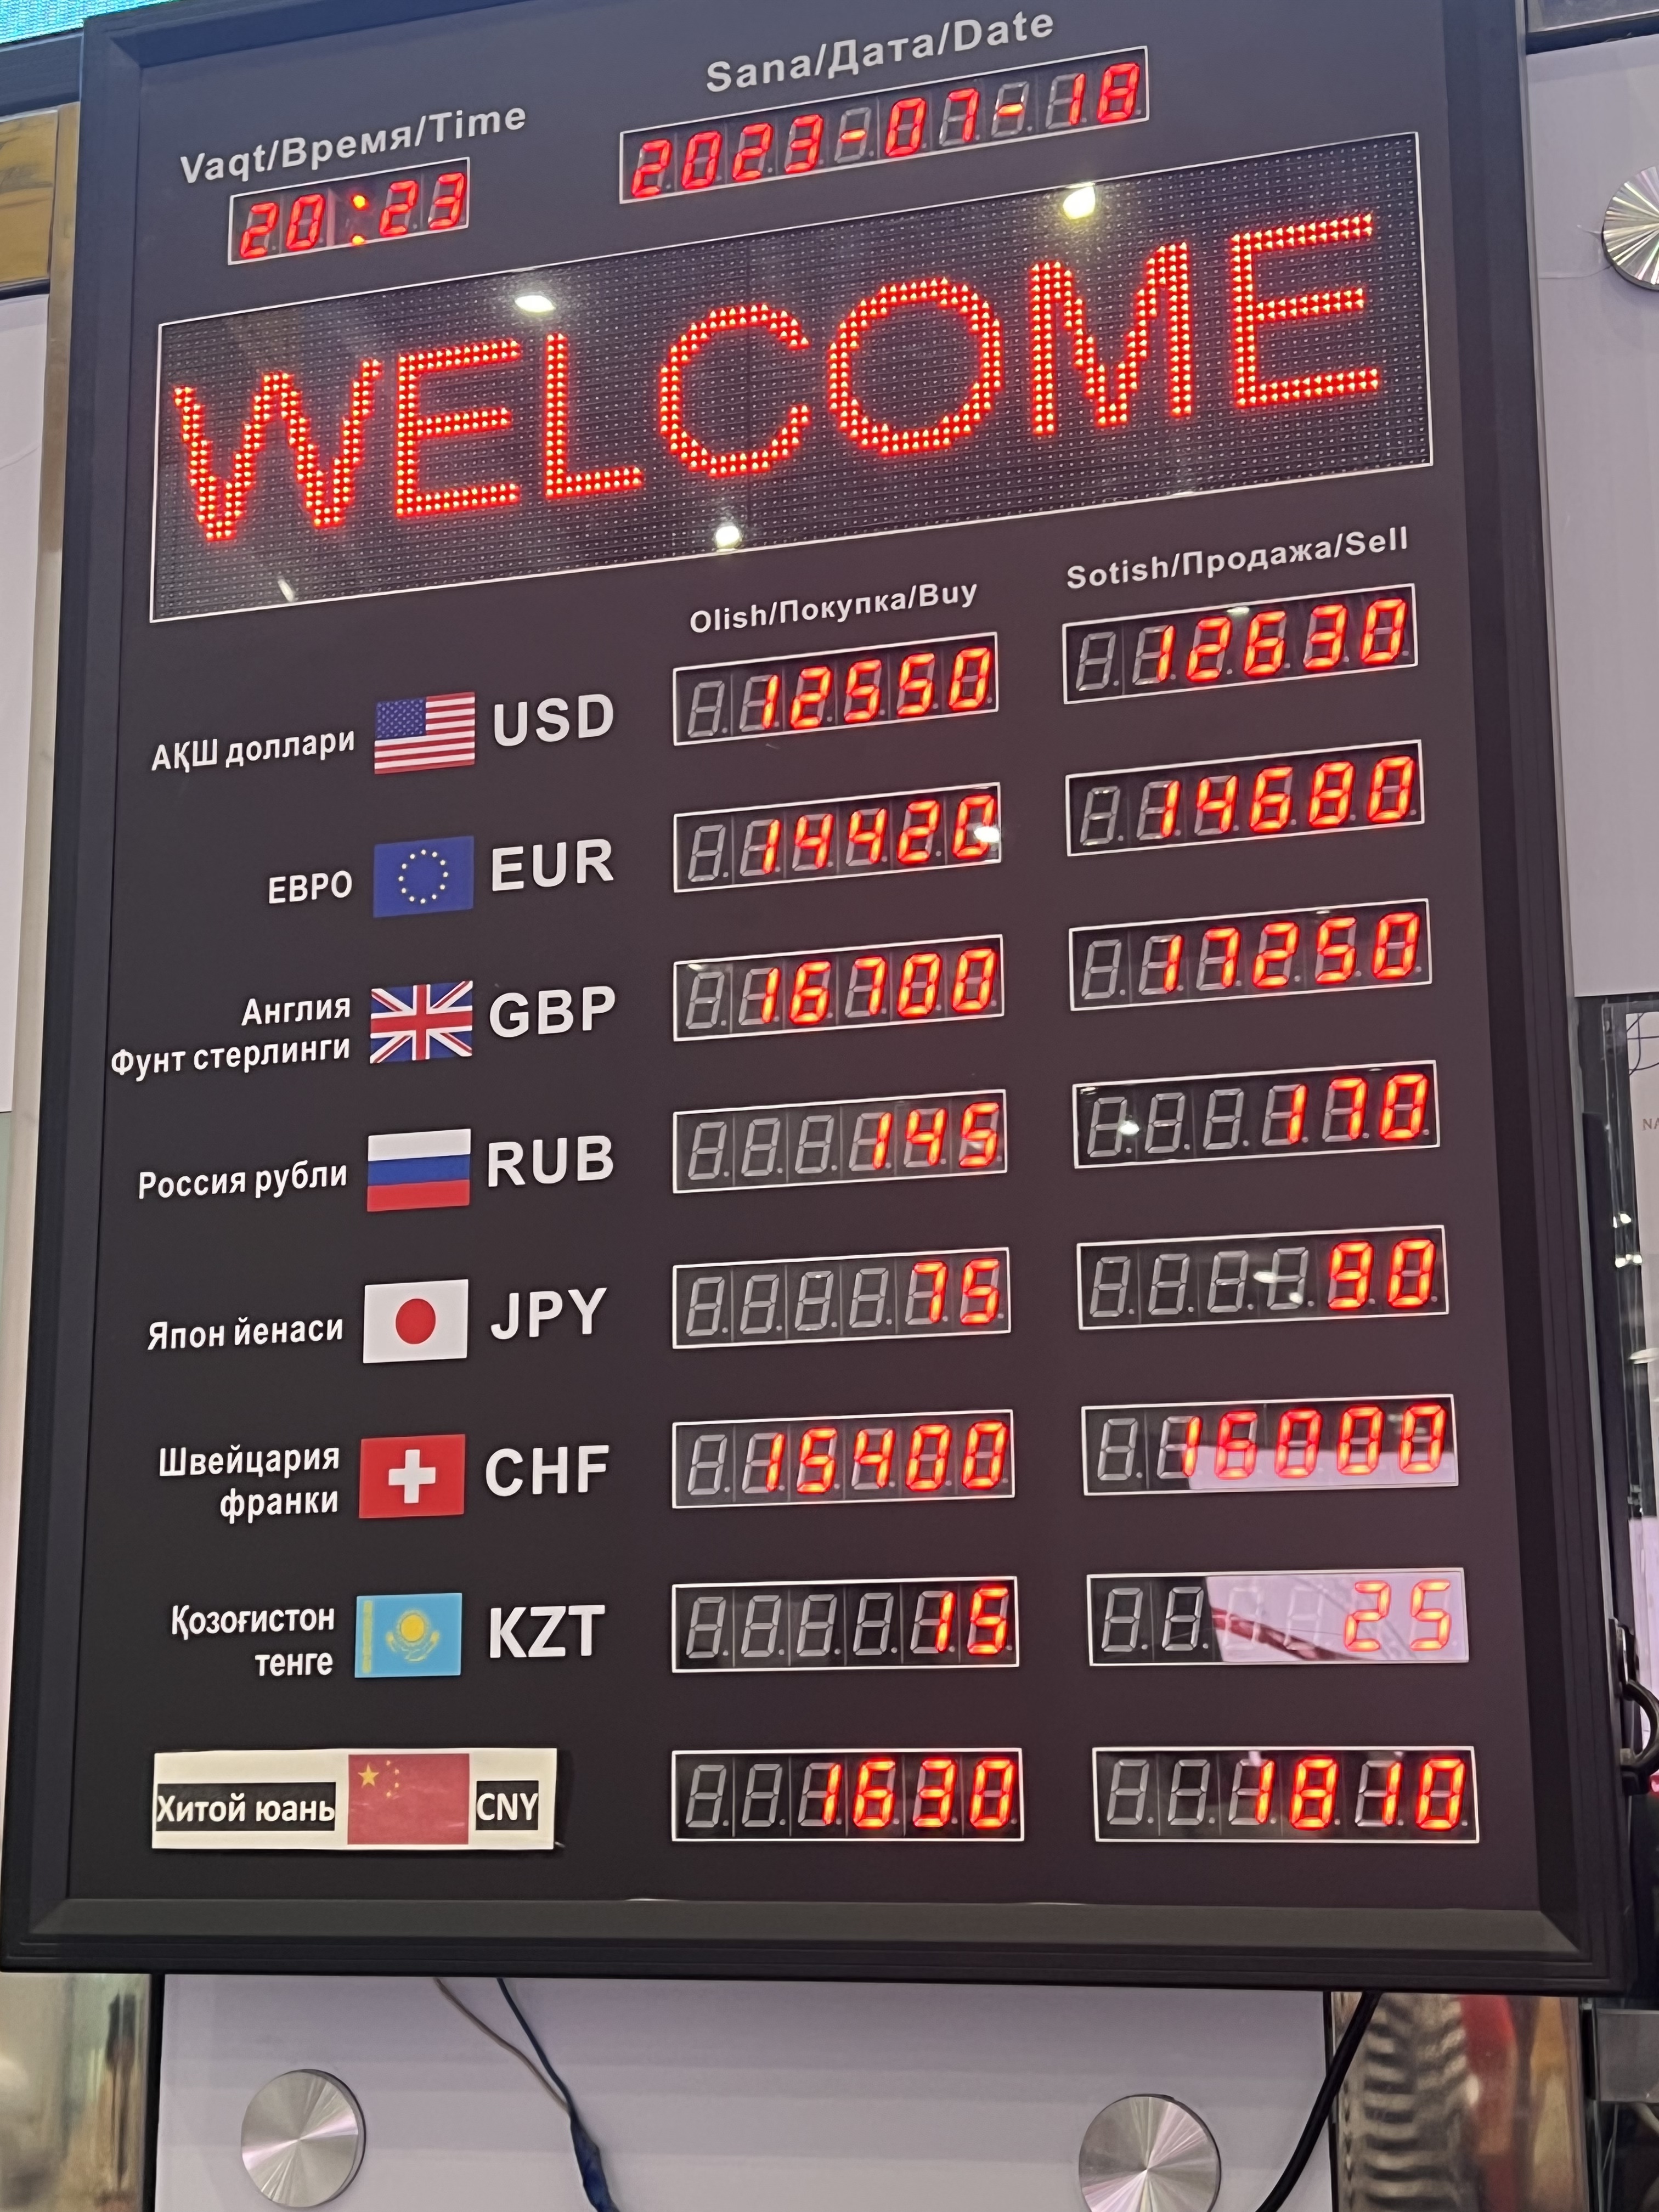 Sana/Дата/Date
Vaqt/Время/Time
2023-07-18
20:23
WELCOME
Olish/Покупка/Buy Sotish/Продажа/Sell
АҚШ доллари USD 12550 12630
ЕВРО EUR 14420 14680
Англия
Фунт стерлинги GBP 16700 17250
Россия рубли RUB 145 170
Япон йенаси JPY 75 90
Швейцария
франки CHF 15400 16000
Қозоғистон
тенге KZT 15 25
Хитой юань CNY 1630 1810